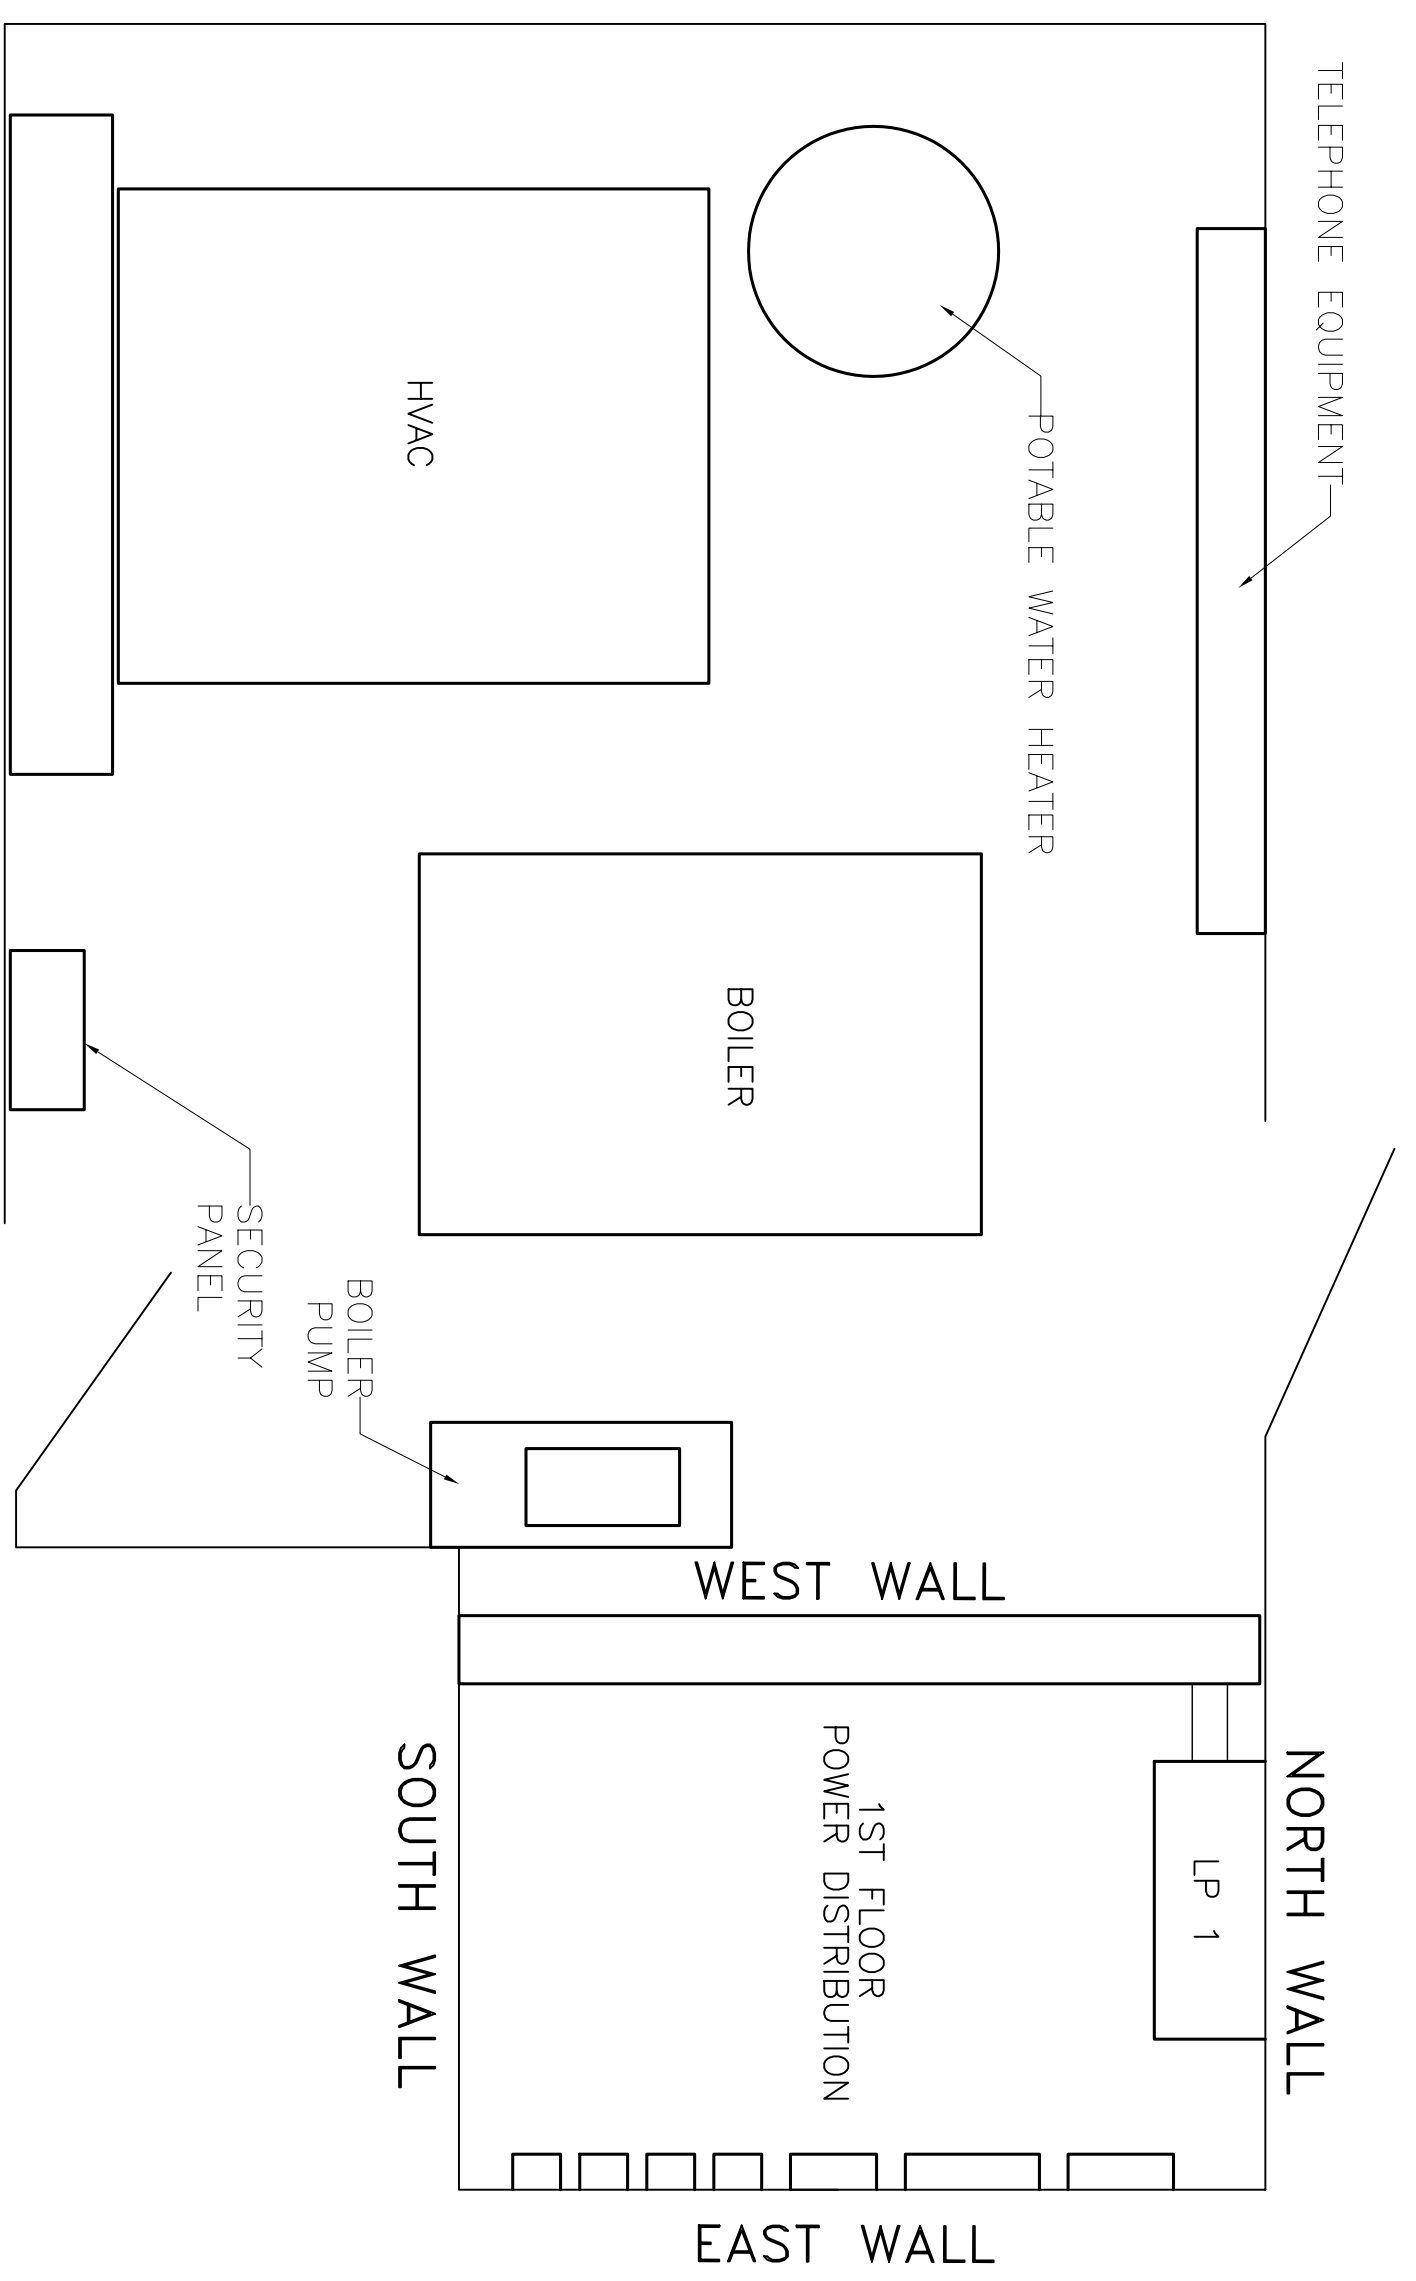 TELEPHONE EQUIPMENT
POTABLE WATER HEATER
HVAC
BOILER
SECURITY
PANEL
BOILER
PUMP
WEST WALL
NORTH WALL
LP 1
1ST FLOOR
POWER DISTRIBUTION
SOUTH WALL
EAST WALL